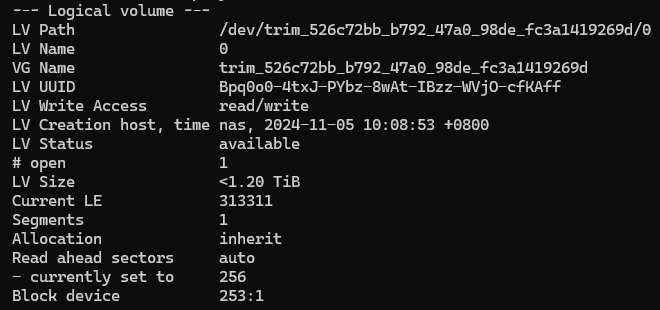 --- Logical volume ---
LV Path                /dev/trim_526c72bb_b792_47a0_98de_fc3a1419269d/0
LV Name                0
VG Name                trim_526c72bb_b792_47a0_98de_fc3a1419269d
LV UUID                Bpq0o0-4txJ-PYbz-8wAt-IBzz-WVjO-cfKAff
LV Write Access        read/write
LV Creation host, time nas, 2024-11-05 10:08:53 +0800
LV Status              available
# open                 1
LV Size                <1.20 TiB
Current LE             313311
Segments               1
Allocation             inherit
Read ahead sectors     auto
- currently set to     256
Block device           253:1